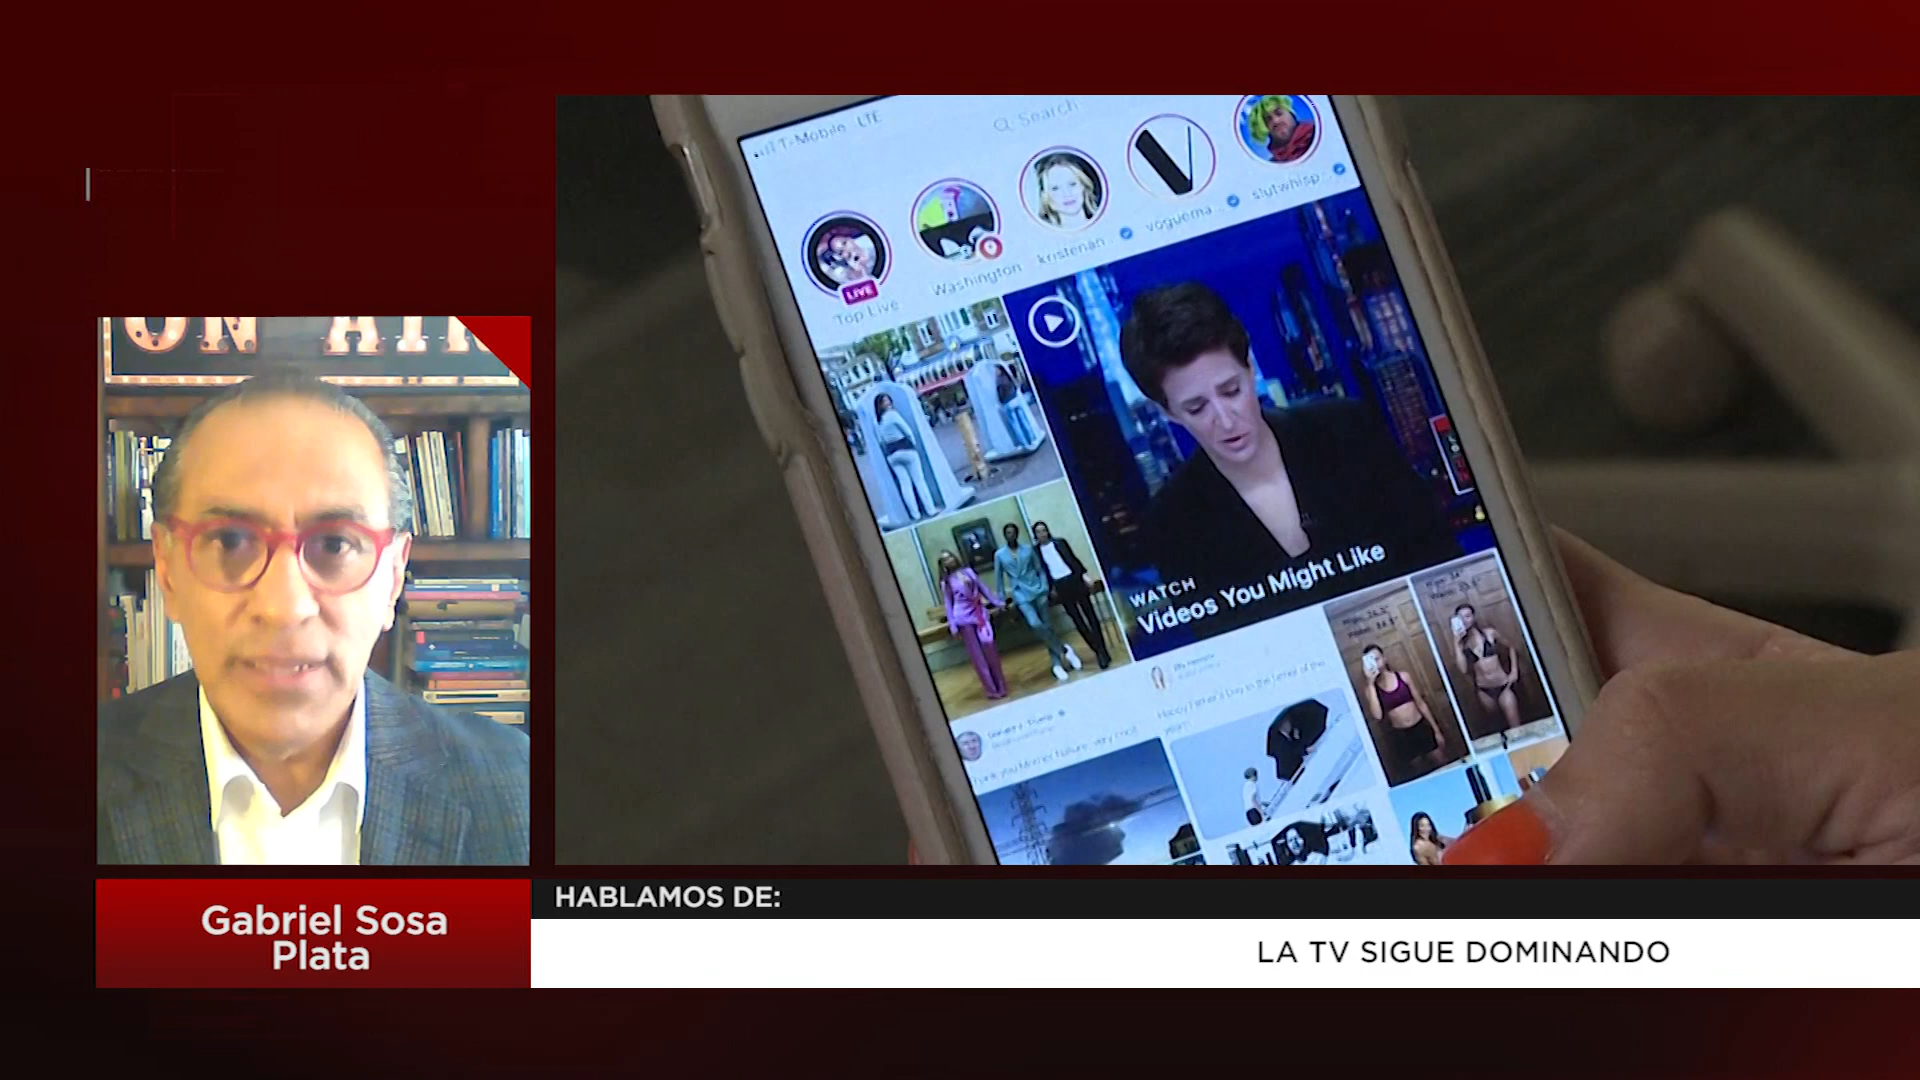 T-Mobile LTE
Search
LIVE
Top Live
Washington
kristenan...
voguema...
slutwhisp...
WATCH
Videos You Might Like
ON AIR
Gabriel Sosa
Plata
HABLAMOS DE:
LA TV SIGUE DOMINANDO